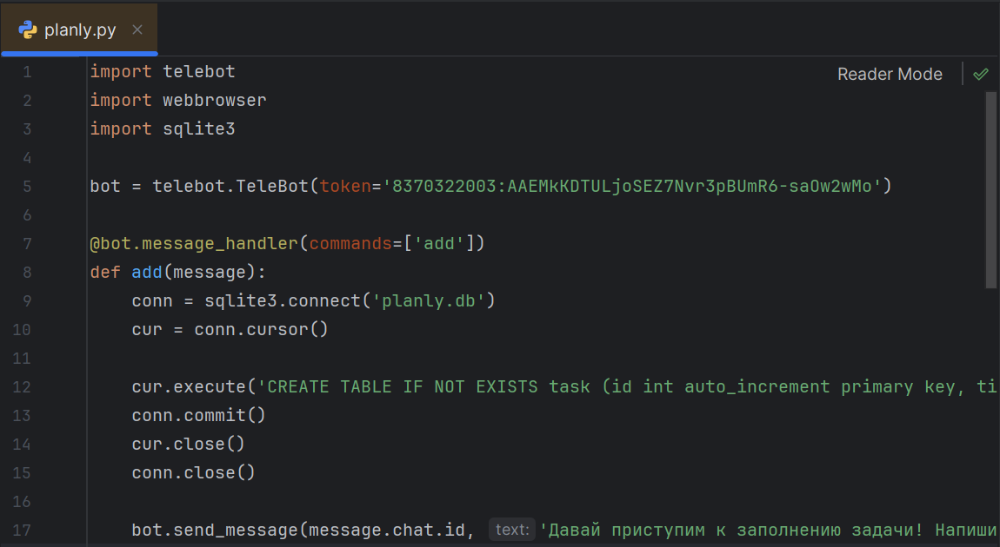 planly.py
Reader Mode
1 import telebot
2 import webbrowser
3 import sqlite3
4
5 bot = telebot.TeleBot(token='8370322003:AAEMkKDTULjoSEZ7Nvr3pBUmR6-saOw2wMo')
6
7 @bot.message_handler(commands=['add'])
8 def add(message):
9     conn = sqlite3.connect('planly.db')
10     cur = conn.cursor()
11
12     cur.execute('CREATE TABLE IF NOT EXISTS task (id int auto_increment primary key, ti
13     conn.commit()
14     cur.close()
15     conn.close()
16
17     bot.send_message(message.chat.id, text: 'Давай приступим к заполнению задачи! Напиши